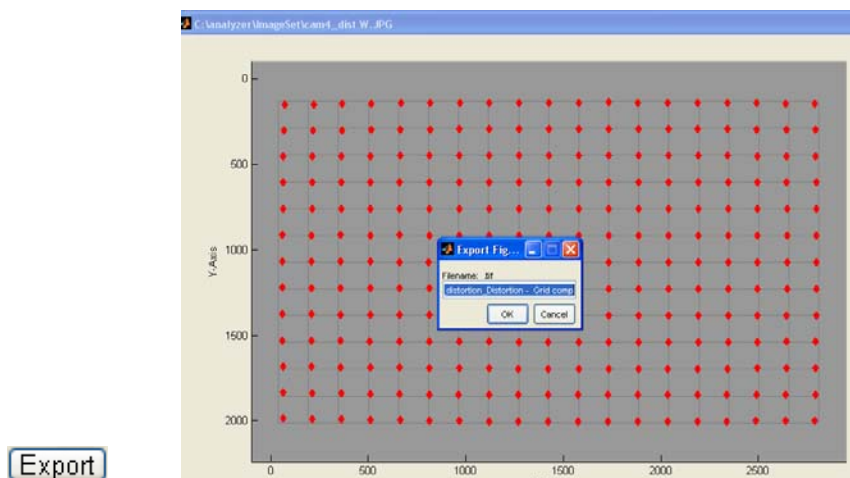 C:\analyzer\ImageSet\cam4_dist W.JPG
0
500
1000
1500
2000
Y-Axis
Export Fig...
Filename: .tif
distortion_Distortion - Grid comp
OK
Cancel
0
500
1000
1500
2000
2500
Export